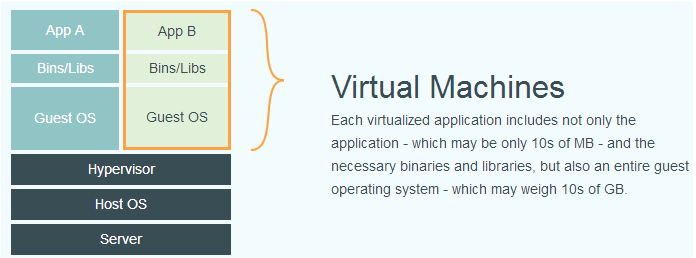 App A
App B
Bins/Libs
Bins/Libs
Guest OS
Guest OS
Hypervisor
Host OS
Server
Virtual Machines
Each virtualized application includes not only the
application - which may be only 10s of MB - and the
necessary binaries and libraries, but also an entire guest
operating system - which may weigh 10s of GB.